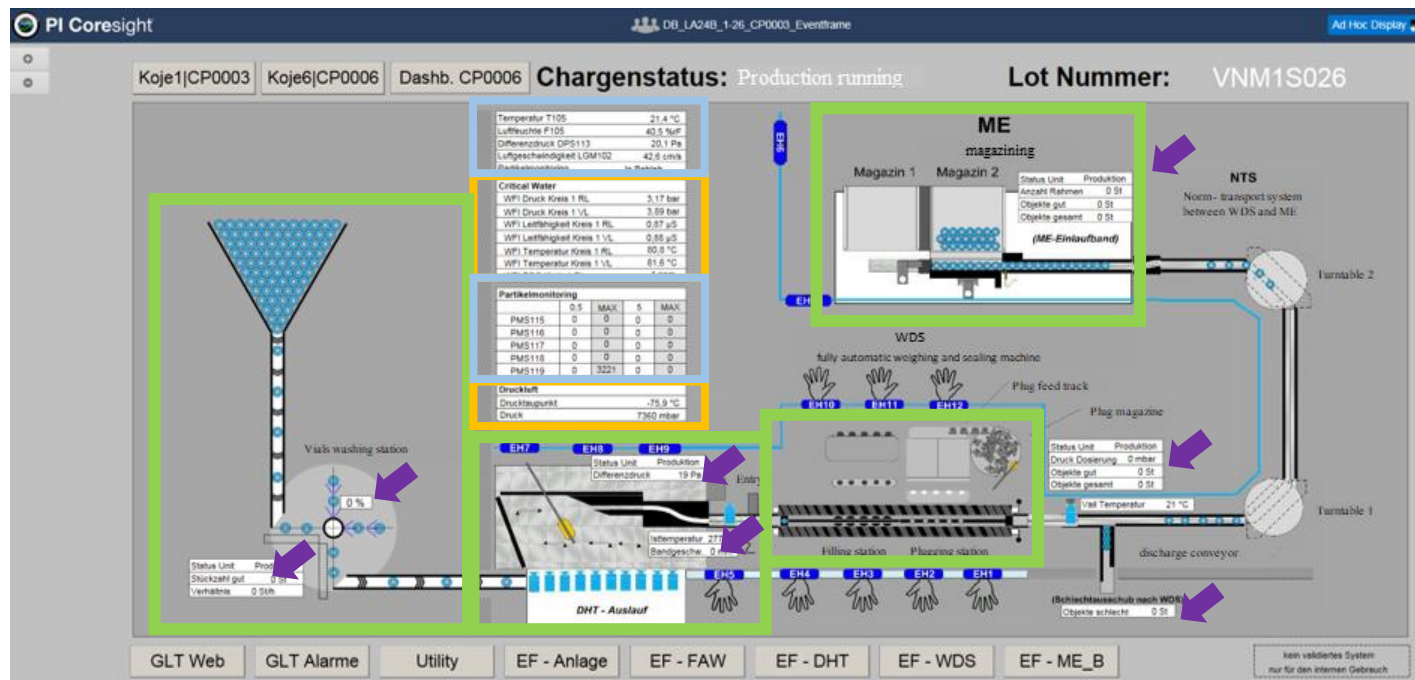 PI Coresight
DB_LA24B_1-26_CP0003_Eventframe
Ad Hoc Display
Koje1|CP0003
Koje6|CP0006
Dashb. CP0006
Chargenstatus: Production running
Lot Nummer: VNM1S026
Temperatur T105 21,4 °C
Luftfeuchte F105 40,5 %rF
Differenzdruck DPS113 20,1 Pa
Luftgeschwindigkeit LGM102 42,6 cm/s
Partikelmonitoring In Betrieb
Critical Water
WFI Druck Kreis 1 RL 3,17 bar
WFI Druck Kreis 1 VL 3,89 bar
WFI Leitfähigkeit Kreis 1 RL 0,87 µS
WFI Leitfähigkeit Kreis 1 VL 0,88 µS
WFI Temperatur Kreis 1 RL 80,8 °C
WFI Temperatur Kreis 1 VL 81,6 °C
Partikelmonitoring
0,5 MAX 5 MAX
PMS115 0 0 0 0
PMS116 0 0 0 0
PMS117 0 0 0 0
PMS118 0 0 0 0
PMS119 0 3221 0 0
Druckluft
Drucktaupunkt -75,9 °C
Druck 7360 mbar
EH6
ME
magazining
Magazin 1
Magazin 2
Status Unit Produktion
Anzahl Rahmen 0 St
Objekte gut 0 St
Objekte gesamt 0 St
(ME-Einlaufband)
NTS
Norm- transport system
between WDS and ME
Turntable 2
WDS
fully automatic weighing and sealing machine
EH10
EH11
EH12
Plug feed track
Plug magazine
Vials washing station
0 %
Status Unit
Stückzahl gut 0 St
Verhältnis 0 St/h
EH7
EH8
EH9
Status Unit Produktion
Differenzdruck 19 Pa
Entry
Isttemperatur 277
Bandgeschw. 0
DHT - Auslauf
Filling station
Plugging station
EH5
EH4
EH3
EH2
EH1
Status Unit Produktion
Druck Dosierung 0 mbar
Objekte gut 0 St
Objekte gesamt 0 St
Vail Temperatur 21 °C
Turntable 1
discharge conveyor
(Schlechtausschub nach WDS)
Objekte schlecht 0 St
GLT Web
GLT Alarme
Utility
EF - Anlage
EF - FAW
EF - DHT
EF - WDS
EF - ME_B
kein validiertes System
nur für den internen Gebrauch